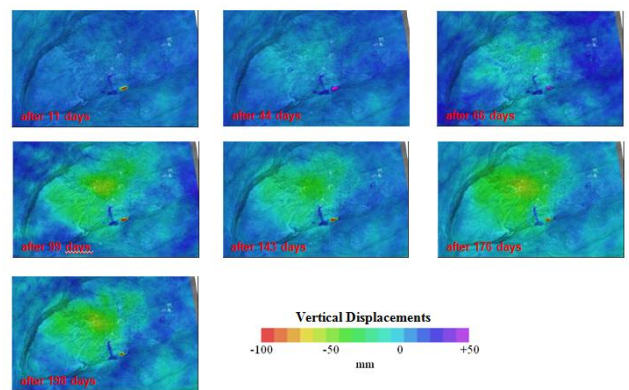 after 11 days
after 44 days
after 66 days
after 99 days
after 143 days
after 176 days
after 198 days
Vertical Displacements
-100 -50 0 +50
mm